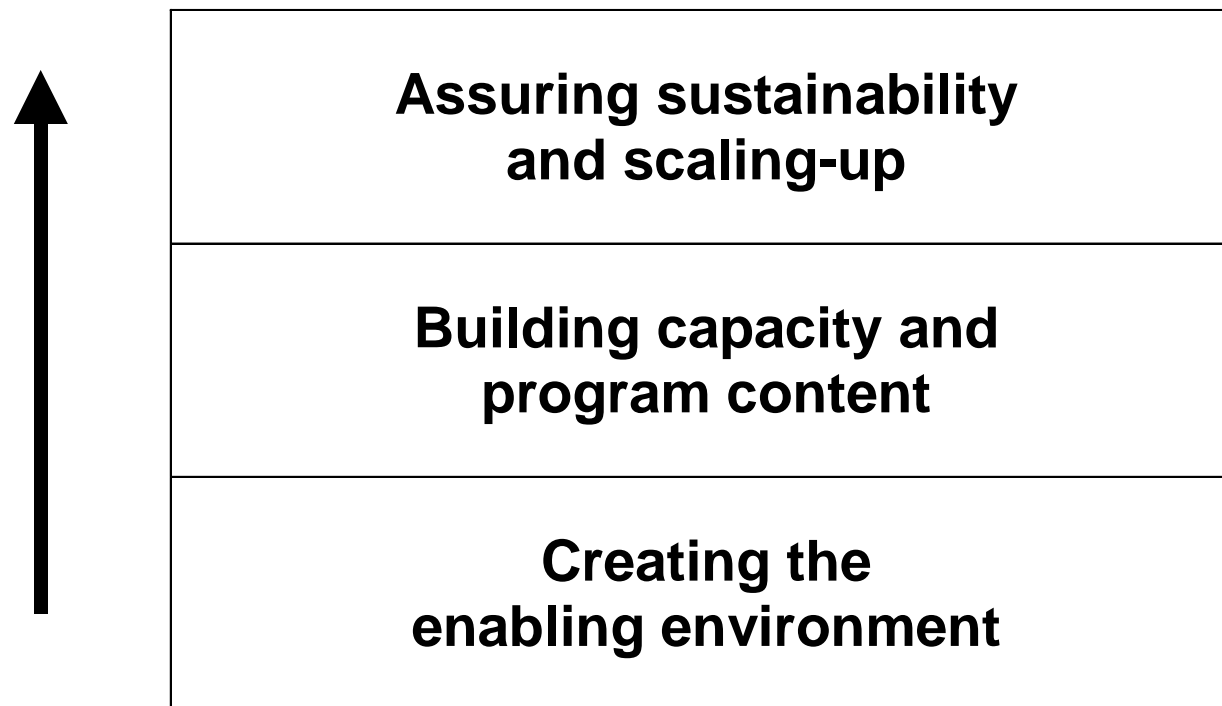 Assuring sustainability
and scaling-up
Building capacity and
program content
Creating the
enabling environment